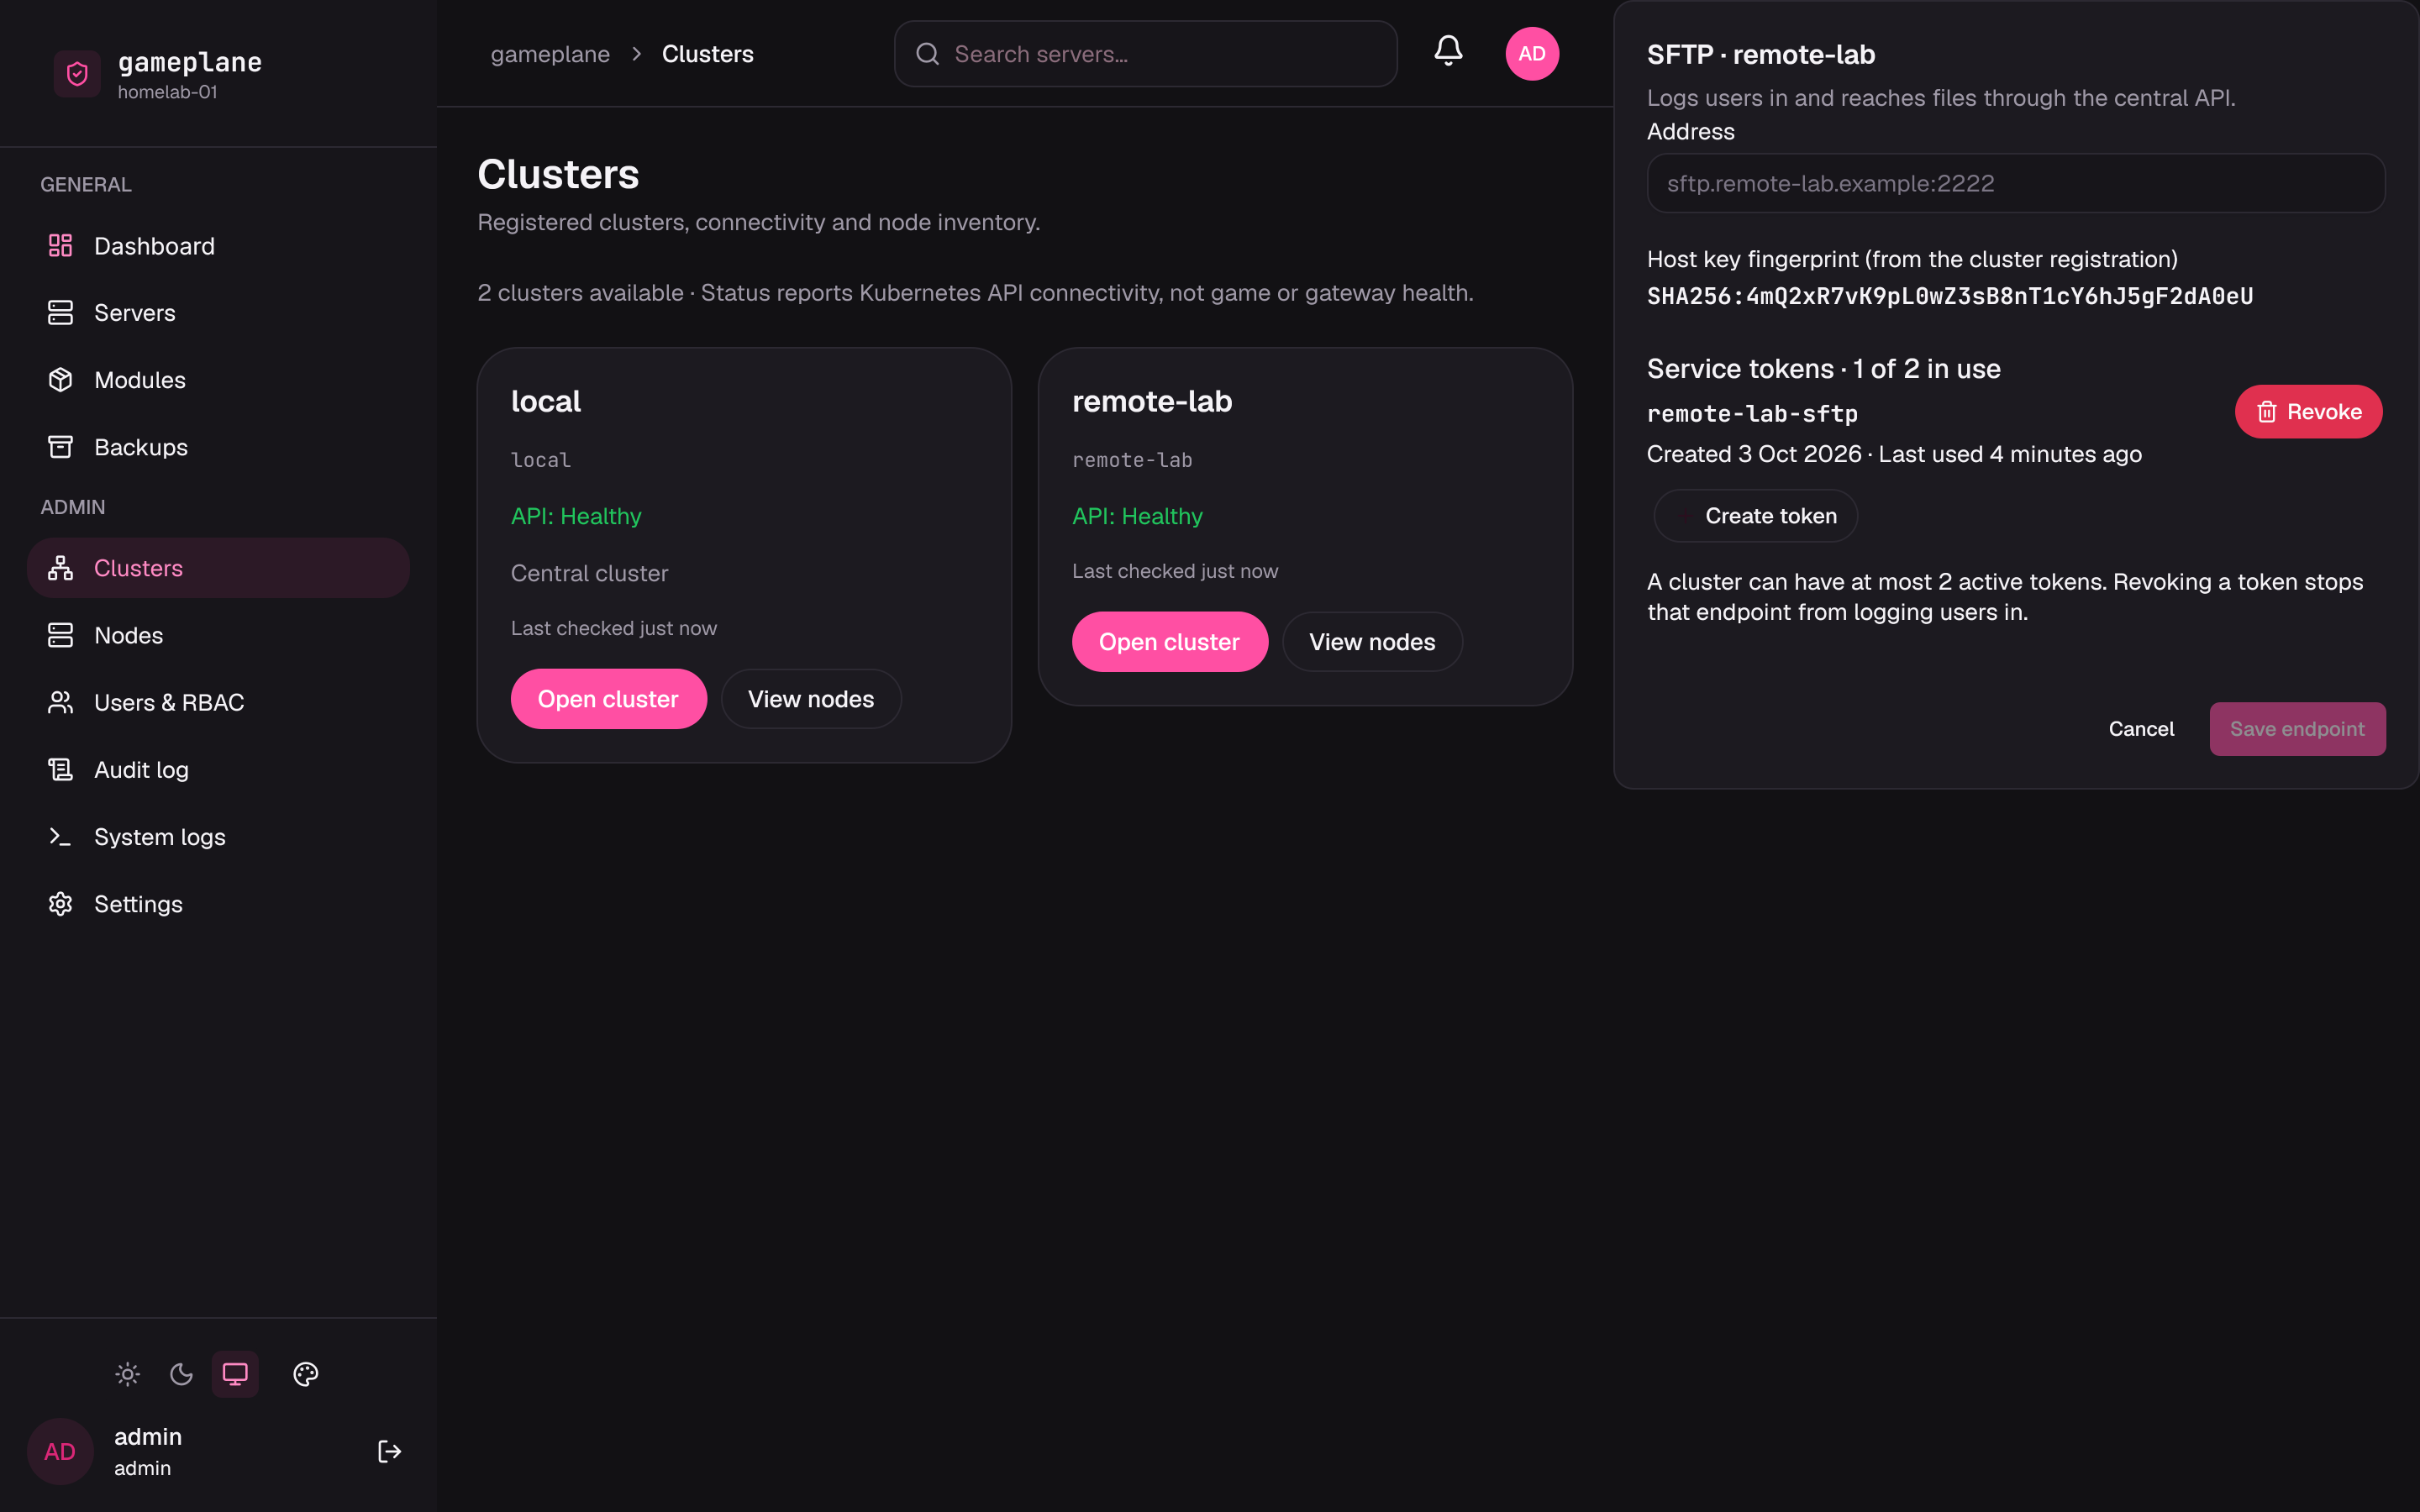 gameplane
homelab-01
GENERAL
Dashboard
Servers
Modules
Backups
ADMIN
Clusters
Nodes
Users & RBAC
Audit log
System logs
Settings
AD
admin
admin
gameplane > Clusters
Search servers...
AD
Clusters
Registered clusters, connectivity and node inventory.
2 clusters available · Status reports Kubernetes API connectivity, not game or gateway health.
local
local
API: Healthy
Central cluster
Last checked just now
Open cluster
View nodes
remote-lab
remote-lab
API: Healthy
Last checked just now
Open cluster
View nodes
SFTP · remote-lab
Logs users in and reaches files through the central API.
Address
sftp.remote-lab.example:2222
Host key fingerprint (from the cluster registration)
SHA256:4mQ2xR7vK9pL0wZ3sB8nT1cY6hJ5gF2dA0eU
Service tokens · 1 of 2 in use
remote-lab-sftp
Revoke
Created 3 Oct 2026 · Last used 4 minutes ago
Create token
A cluster can have at most 2 active tokens. Revoking a token stops
that endpoint from logging users in.
Cancel
Save endpoint